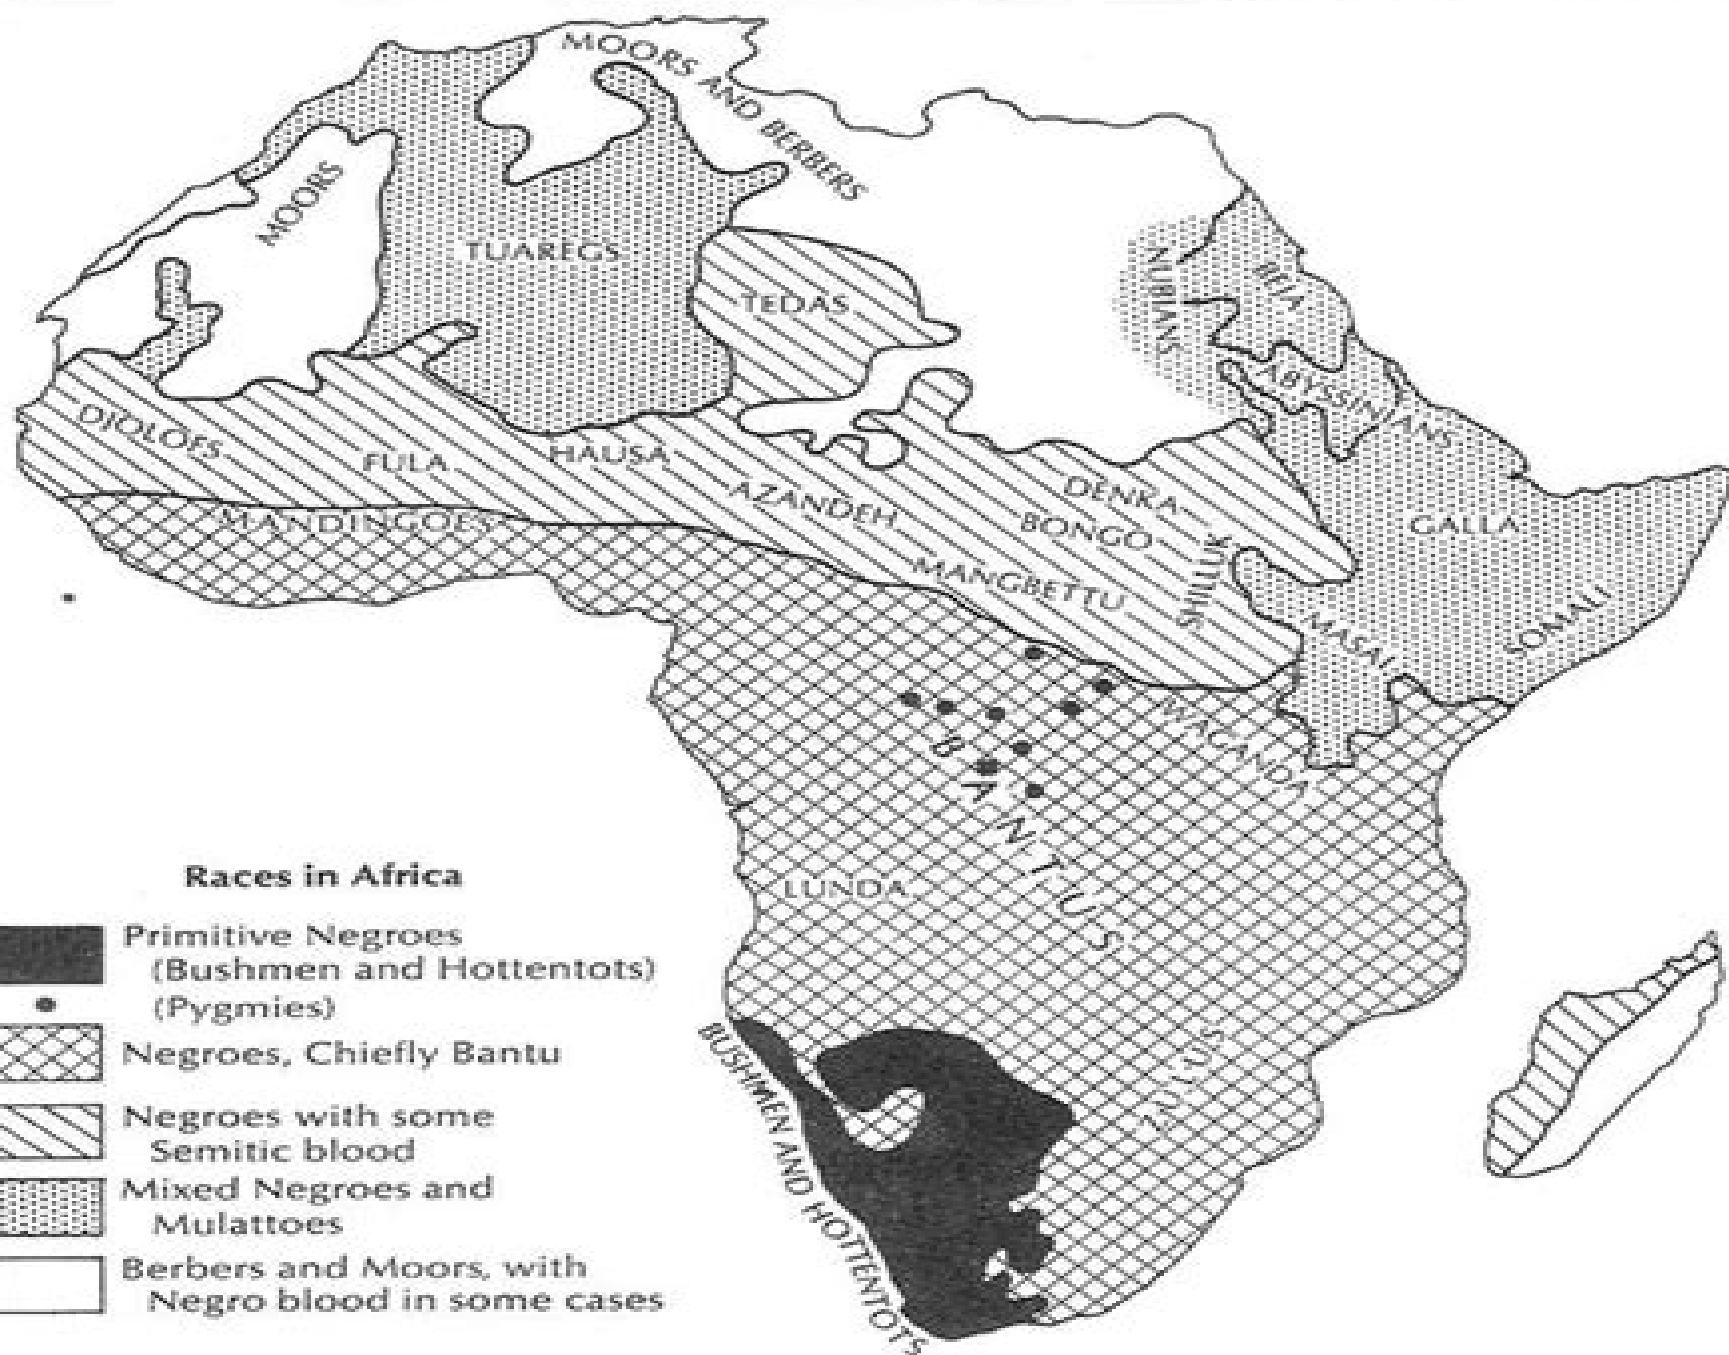 MOORS AND BERBERS
MOORS
TUAREGS
TEDAS
NUBIANS
BEJA
ABYSSINIANS
DJOLOFS
FULA
HAUSA
AZANDEH
DENKA
BONGO
GALLA
MANDINGOES
MANGBETTU
SHILLUK
MASAI
SOMALI
MAGANDA
BANTUS
LUNDA
ZULUS
BUSHMEN AND HOTTENTOTS
Races in Africa
Primitive Negroes
(Bushmen and Hottentots)
(Pygmies)
Negroes, Chiefly Bantu
Negroes with some
Semitic blood
Mixed Negroes and
Mulattoes
Berbers and Moors, with
Negro blood in some cases